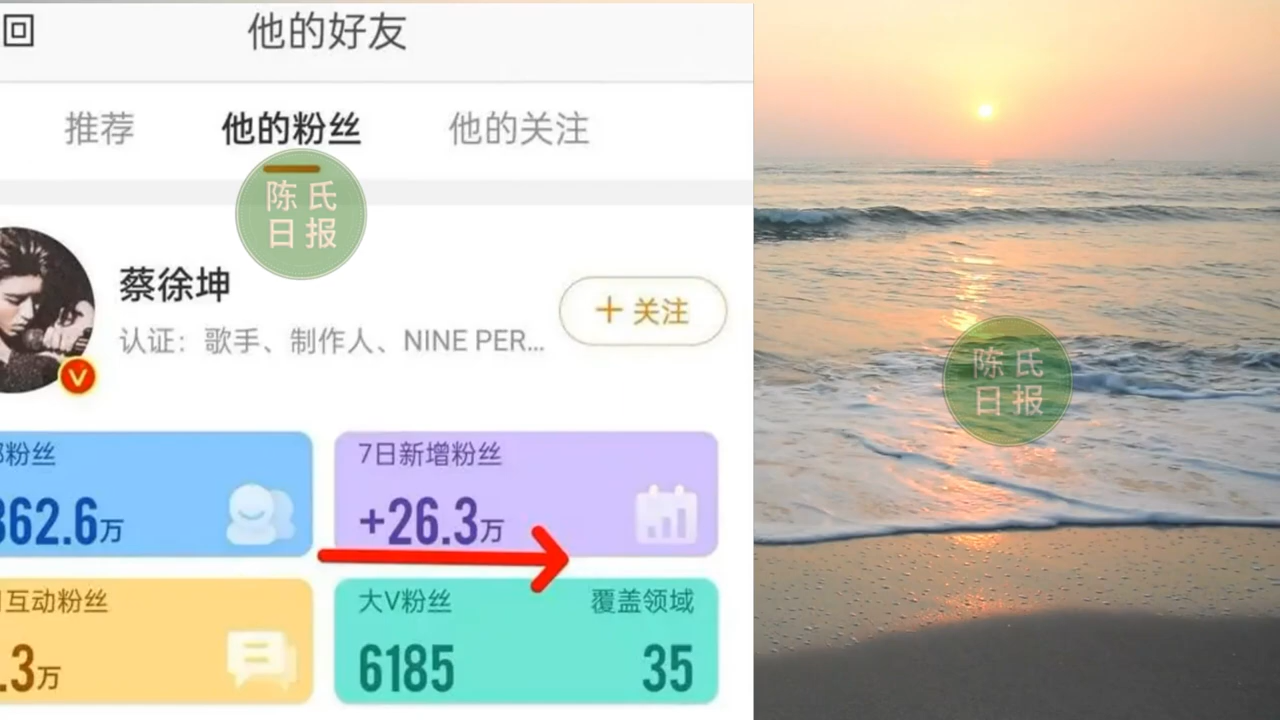 他的好友
推荐
他的粉丝
他的关注
陈氏
日报
蔡徐坤
认证：歌手、制作人、NINE PER...
+关注
粉丝
7日新增粉丝
362.6万
+26.3万
互动粉丝
大V粉丝
覆盖领域
.3万
6185
35
陈氏
日报